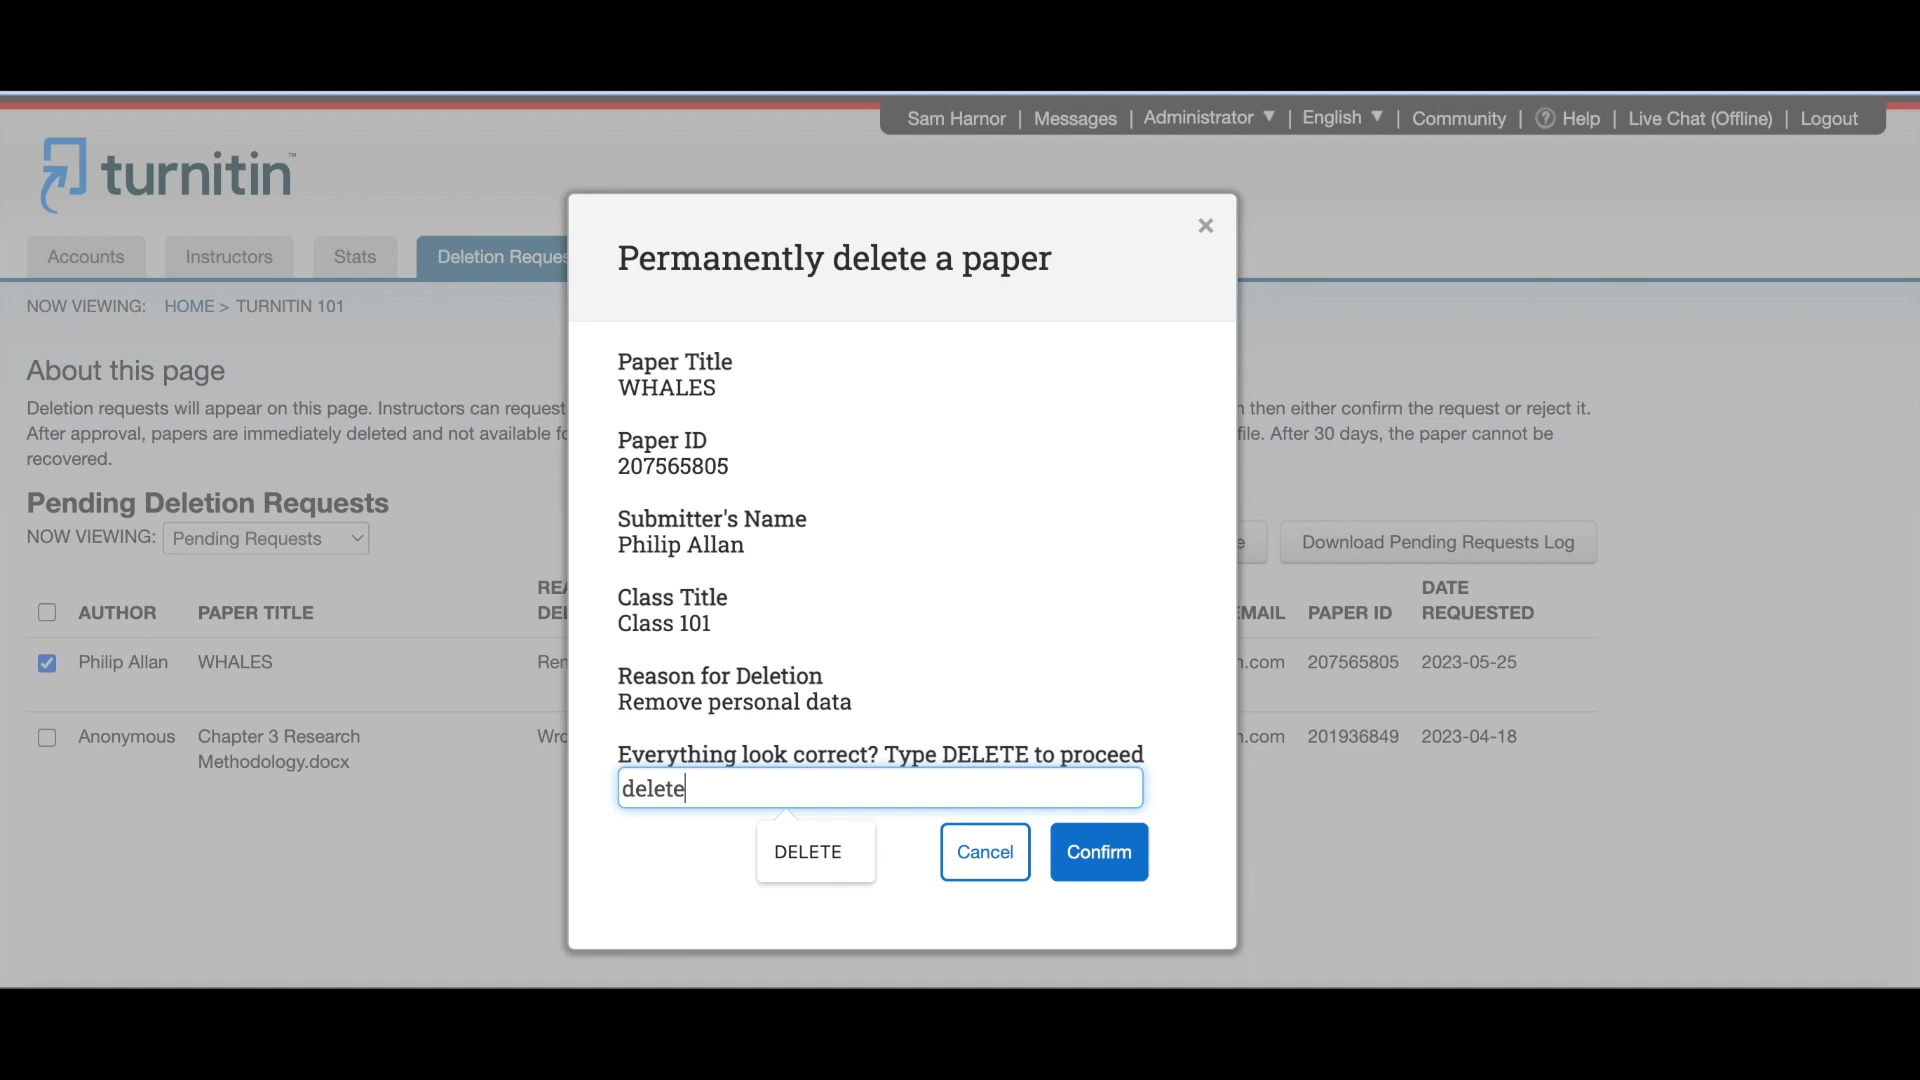 Sam Harnor | Messages | Administrator ▼ | English ▼ | Community | ? Help | Live Chat (Offline) | Logout
turnitin™
Accounts Instructors Stats Deletion Reques
NOW VIEWING: HOME > TURNITIN 101
About this page
Deletion requests will appear on this page. Instructors can request then either confirm the request or reject it.
After approval, papers are immediately deleted and not available file. After 30 days, the paper cannot be
recovered.
Pending Deletion Requests
NOW VIEWING: Pending Requests
Download Pending Requests Log
AUTHOR PAPER TITLE PAPER ID DATE REQUESTED
Philip Allan WHALES 207565805 2023-05-25
Anonymous Chapter 3 Research 201936849 2023-04-18
Methodology.docx
×
Permanently delete a paper
Paper Title
WHALES
Paper ID
207565805
Submitter's Name
Philip Allan
Class Title
Class 101
Reason for Deletion
Remove personal data
Everything look correct? Type DELETE to proceed
delete
DELETE
Cancel
Confirm